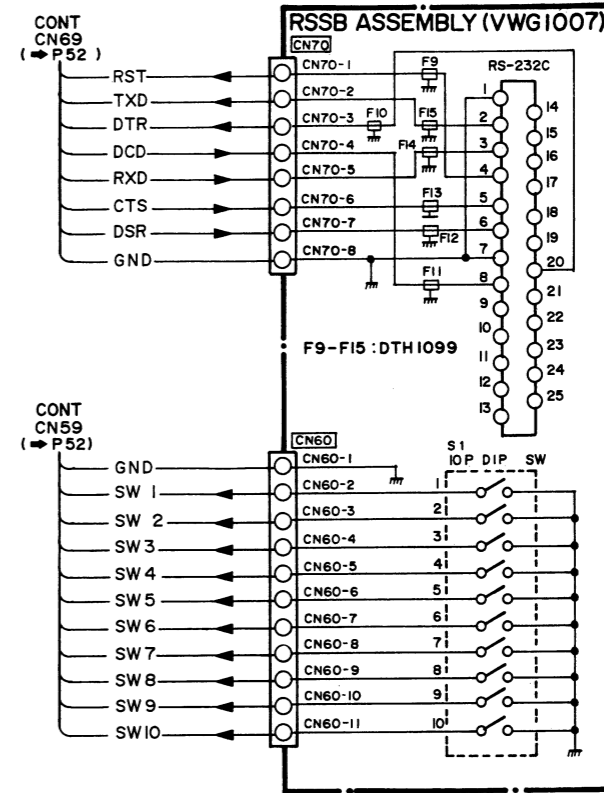 CONT
CN69
(➡P52)
RSSB ASSEMBLY (VWG1007)
CN70
RST
TXD
DTR
DCD
RXD
CTS
DSR
GND
CN70-1
CN70-2
CN70-3
CN70-4
CN70-5
CN70-6
CN70-7
CN70-8
F9
F10
F15
F14
F13
F12
F11
RS-232C
1
2
3
4
5
6
7
8
9
10
11
12
13
14
15
16
17
18
19
20
21
22
23
24
25
F9-F15:DTH1099
CONT
CN59
(➡P52)
CN60
GND
SW 1
SW 2
SW3
SW4
SW5
SW6
SW7
SW8
SW9
SW10
CN60-1
CN60-2
CN60-3
CN60-4
CN60-5
CN60-6
CN60-7
CN60-8
CN60-9
CN60-10
CN60-11
S1
10P DIP SW
1
2
3
4
5
6
7
8
9
10